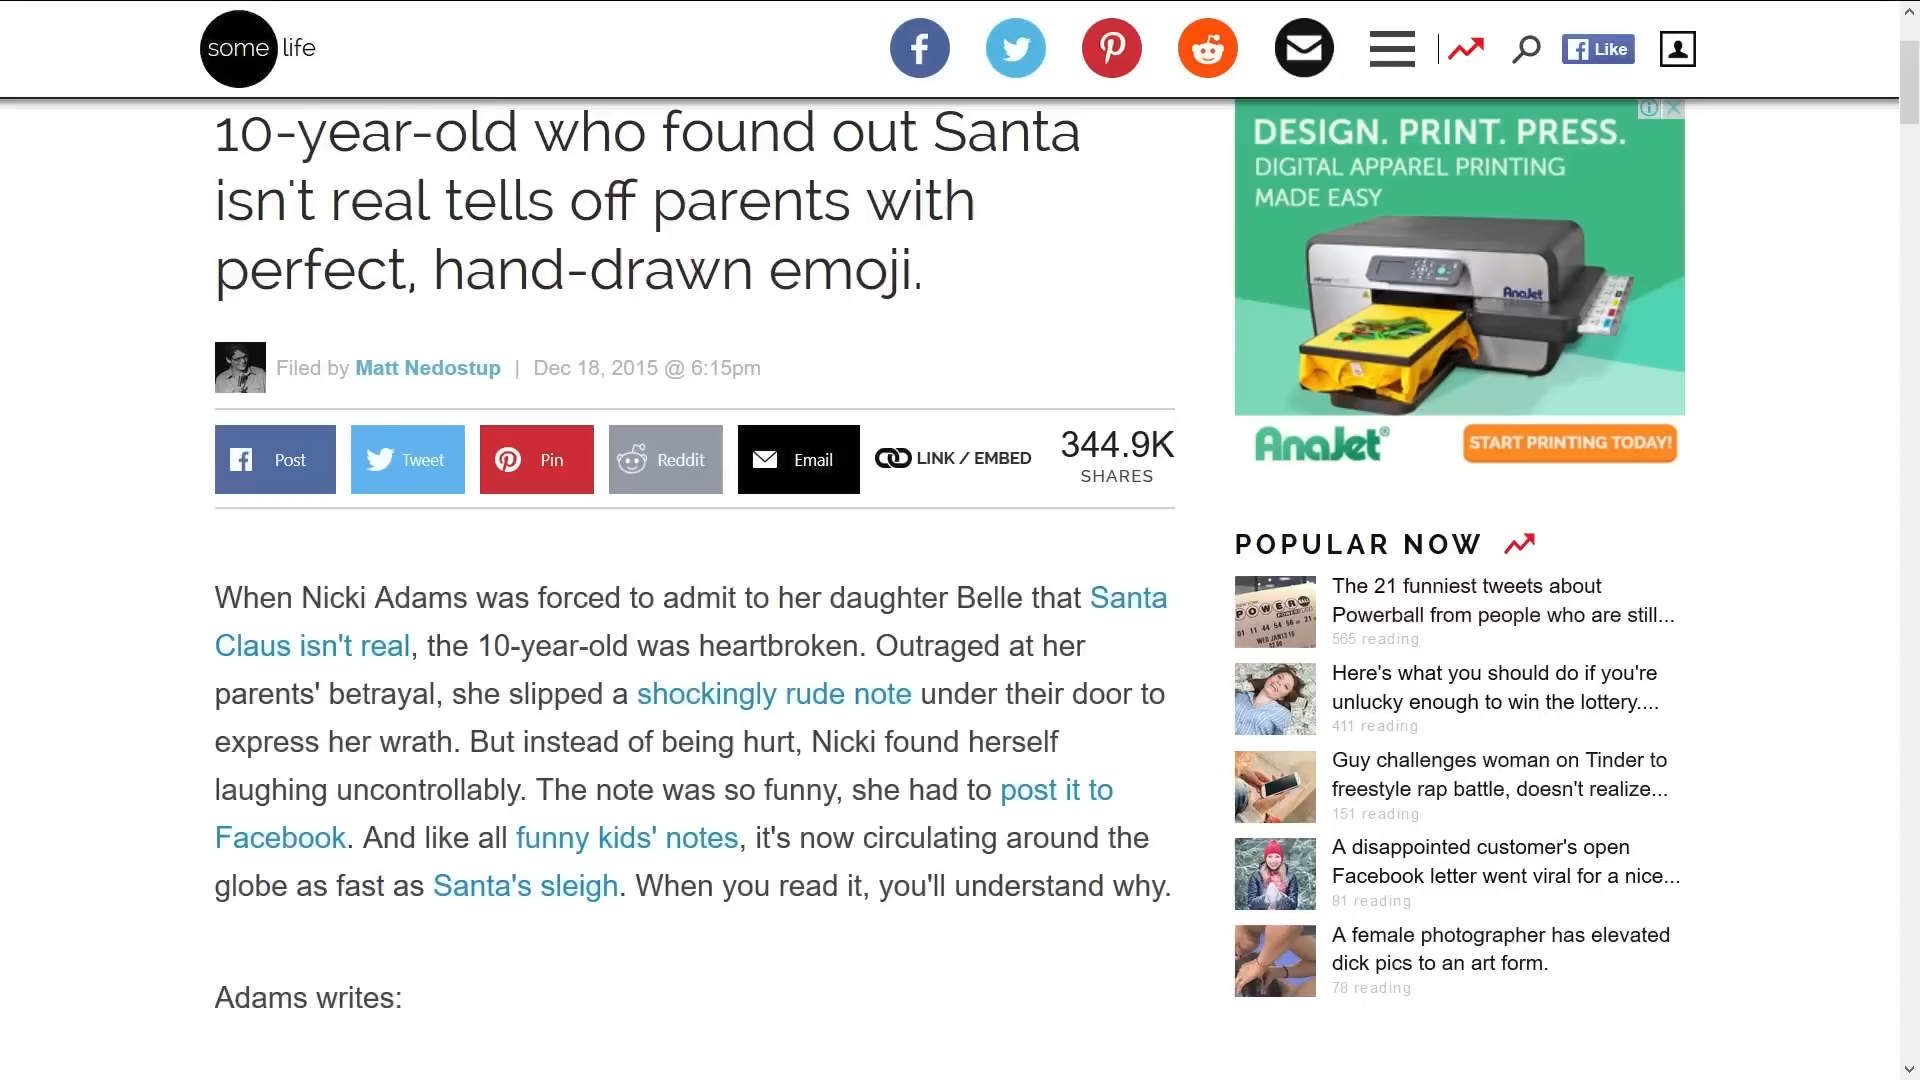 some life
Like
10-year-old who found out Santa
isn't real tells off parents with
perfect, hand-drawn emoji.
Filed by Matt Nedostup | Dec 18, 2015 @ 6:15pm
Post
Tweet
Pin
Reddit
Email
LINK / EMBED
344.9K
SHARES
When Nicki Adams was forced to admit to her daughter Belle that Santa
Claus isn't real, the 10-year-old was heartbroken. Outraged at her
parents' betrayal, she slipped a shockingly rude note under their door to
express her wrath. But instead of being hurt, Nicki found herself
laughing uncontrollably. The note was so funny, she had to post it to
Facebook. And like all funny kids' notes, it's now circulating around the
globe as fast as Santa's sleigh. When you read it, you'll understand why.
Adams writes:
DESIGN. PRINT. PRESS.
DIGITAL APPAREL PRINTING
MADE EASY
AnaJet
AnaJet®
START PRINTING TODAY!
POPULAR NOW
POWERB
The 21 funniest tweets about
Powerball from people who are still...
565 reading
Here's what you should do if you're
unlucky enough to win the lottery....
411 reading
Guy challenges woman on Tinder to
freestyle rap battle, doesn't realize...
151 reading
A disappointed customer's open
Facebook letter went viral for a nice...
81 reading
A female photographer has elevated
dick pics to an art form.
78 reading